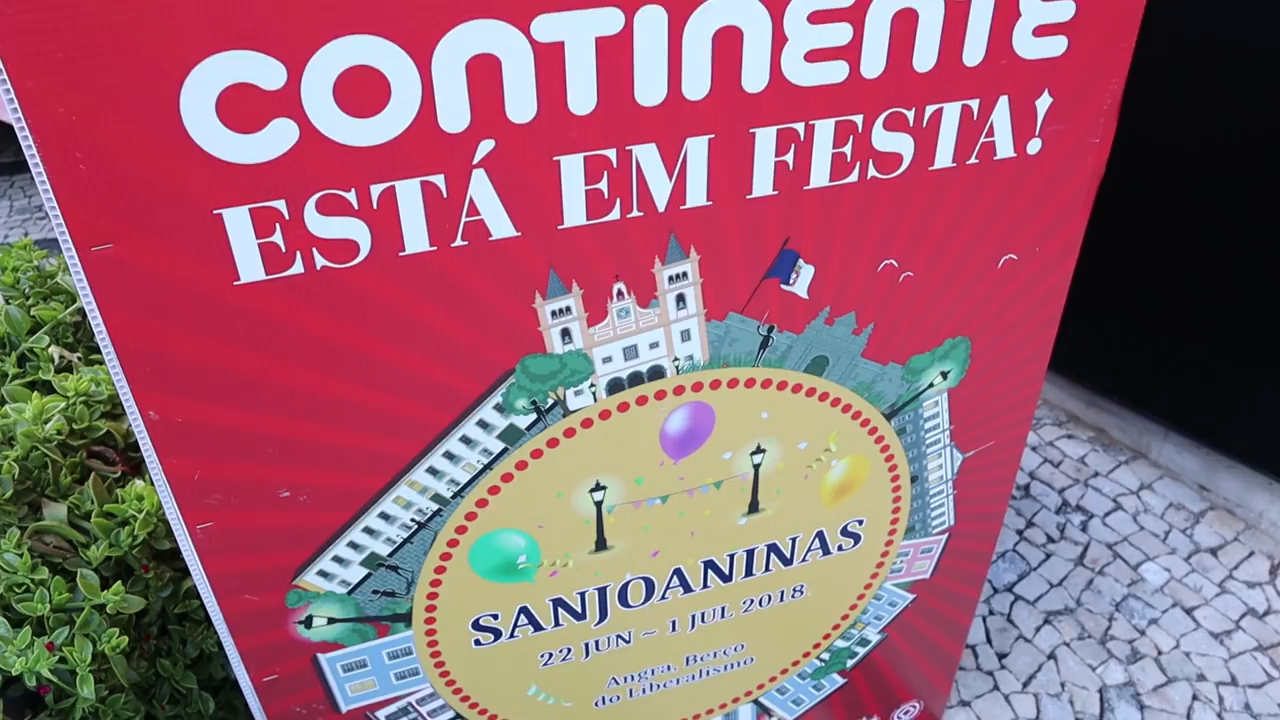 CONTINENTE
ESTÁ EM FESTA!
SANJOANINAS
22 JUN ~ 1 JUL 2018
Angra, Berço
do Liberalismo